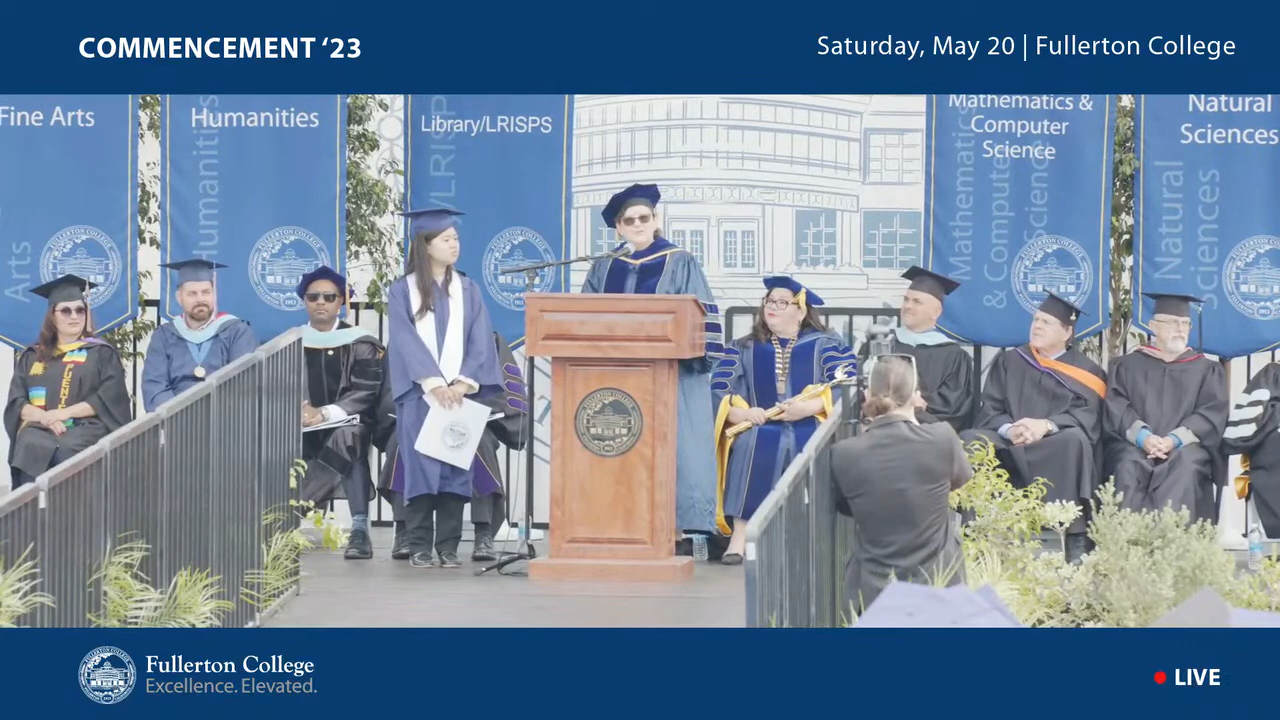 COMMENCEMENT ‘23
Saturday, May 20 | Fullerton College
Fine Arts
Arts
Humanities
Humanities
Library/LRISPS
/LRISP
Mathematics &
Computer
Science
Mathematics
& Computer
Science
Natural
Sciences
Natural
Sciences
Fullerton College
Excellence. Elevated.
LIVE